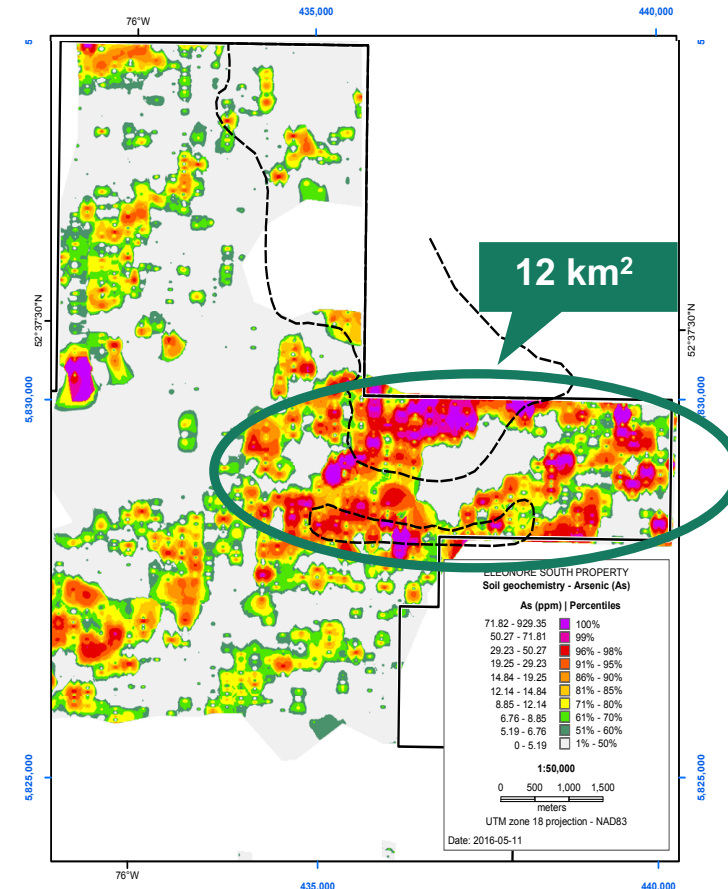 435,000
440,000
76°W
5
5
12 km²
52°37'30"N
52°37'30"N
5,830,000
5,830,000
ELEONORE SOUTH PROPERTY
Soil geochemistry - Arsenic (As)
As (ppm) | Percentiles
71.82 - 929.35 100%
50.27 - 71.81 99%
29.23 - 50.27 96% - 98%
19.25 - 29.23 91% - 95%
14.84 - 19.25 86% - 90%
12.14 - 14.84 81% - 85%
8.85 - 12.14 71% - 80%
6.76 - 8.85 61% - 70%
5.19 - 6.76 51% - 60%
0 - 5.19 1% - 50%
1:50,000
0 500 1,000 1,500
meters
UTM zone 18 projection - NAD83
Date: 2016-05-11
5,825,000
5,825,000
76°W
435,000
440,000